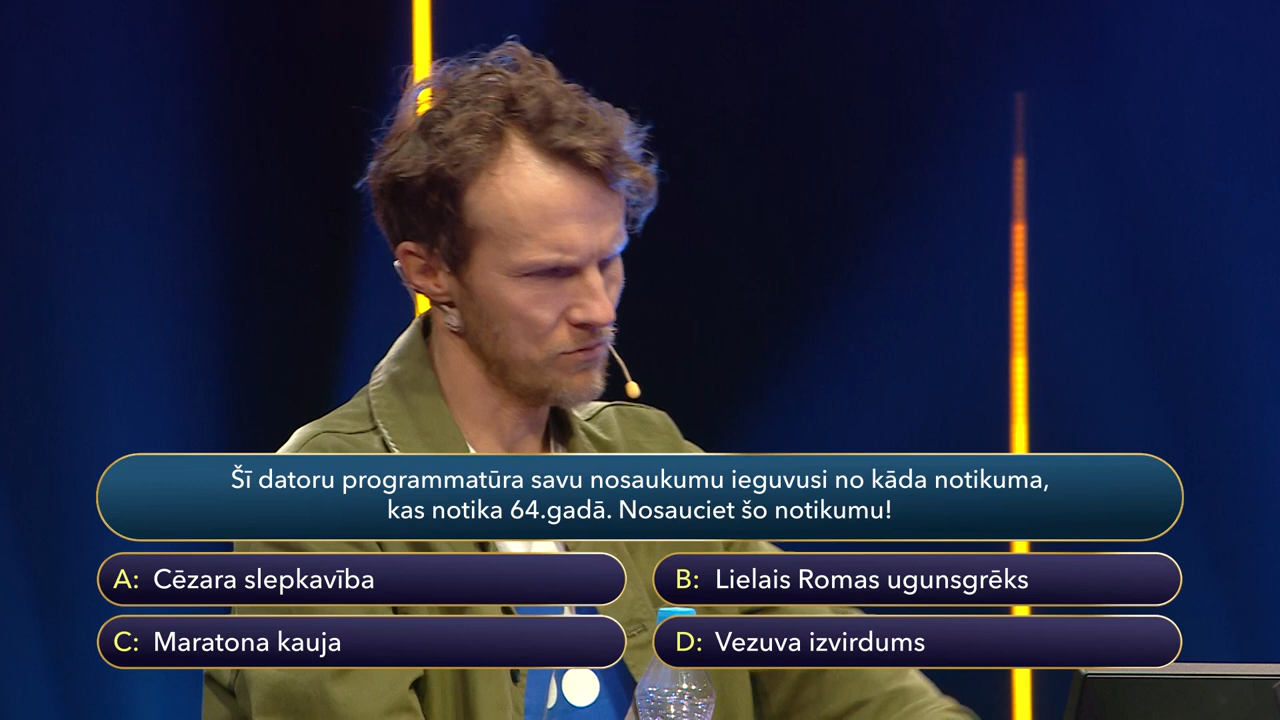 Šī datoru programmatūra savu nosaukumu ieguvusi no kāda notikuma,
kas notika 64.gadā. Nosauciet šo notikumu!
A: Cēzara slepkavība
B: Lielais Romas ugunsgrēks
C: Maratona kauja
D: Vezuva izvirdums